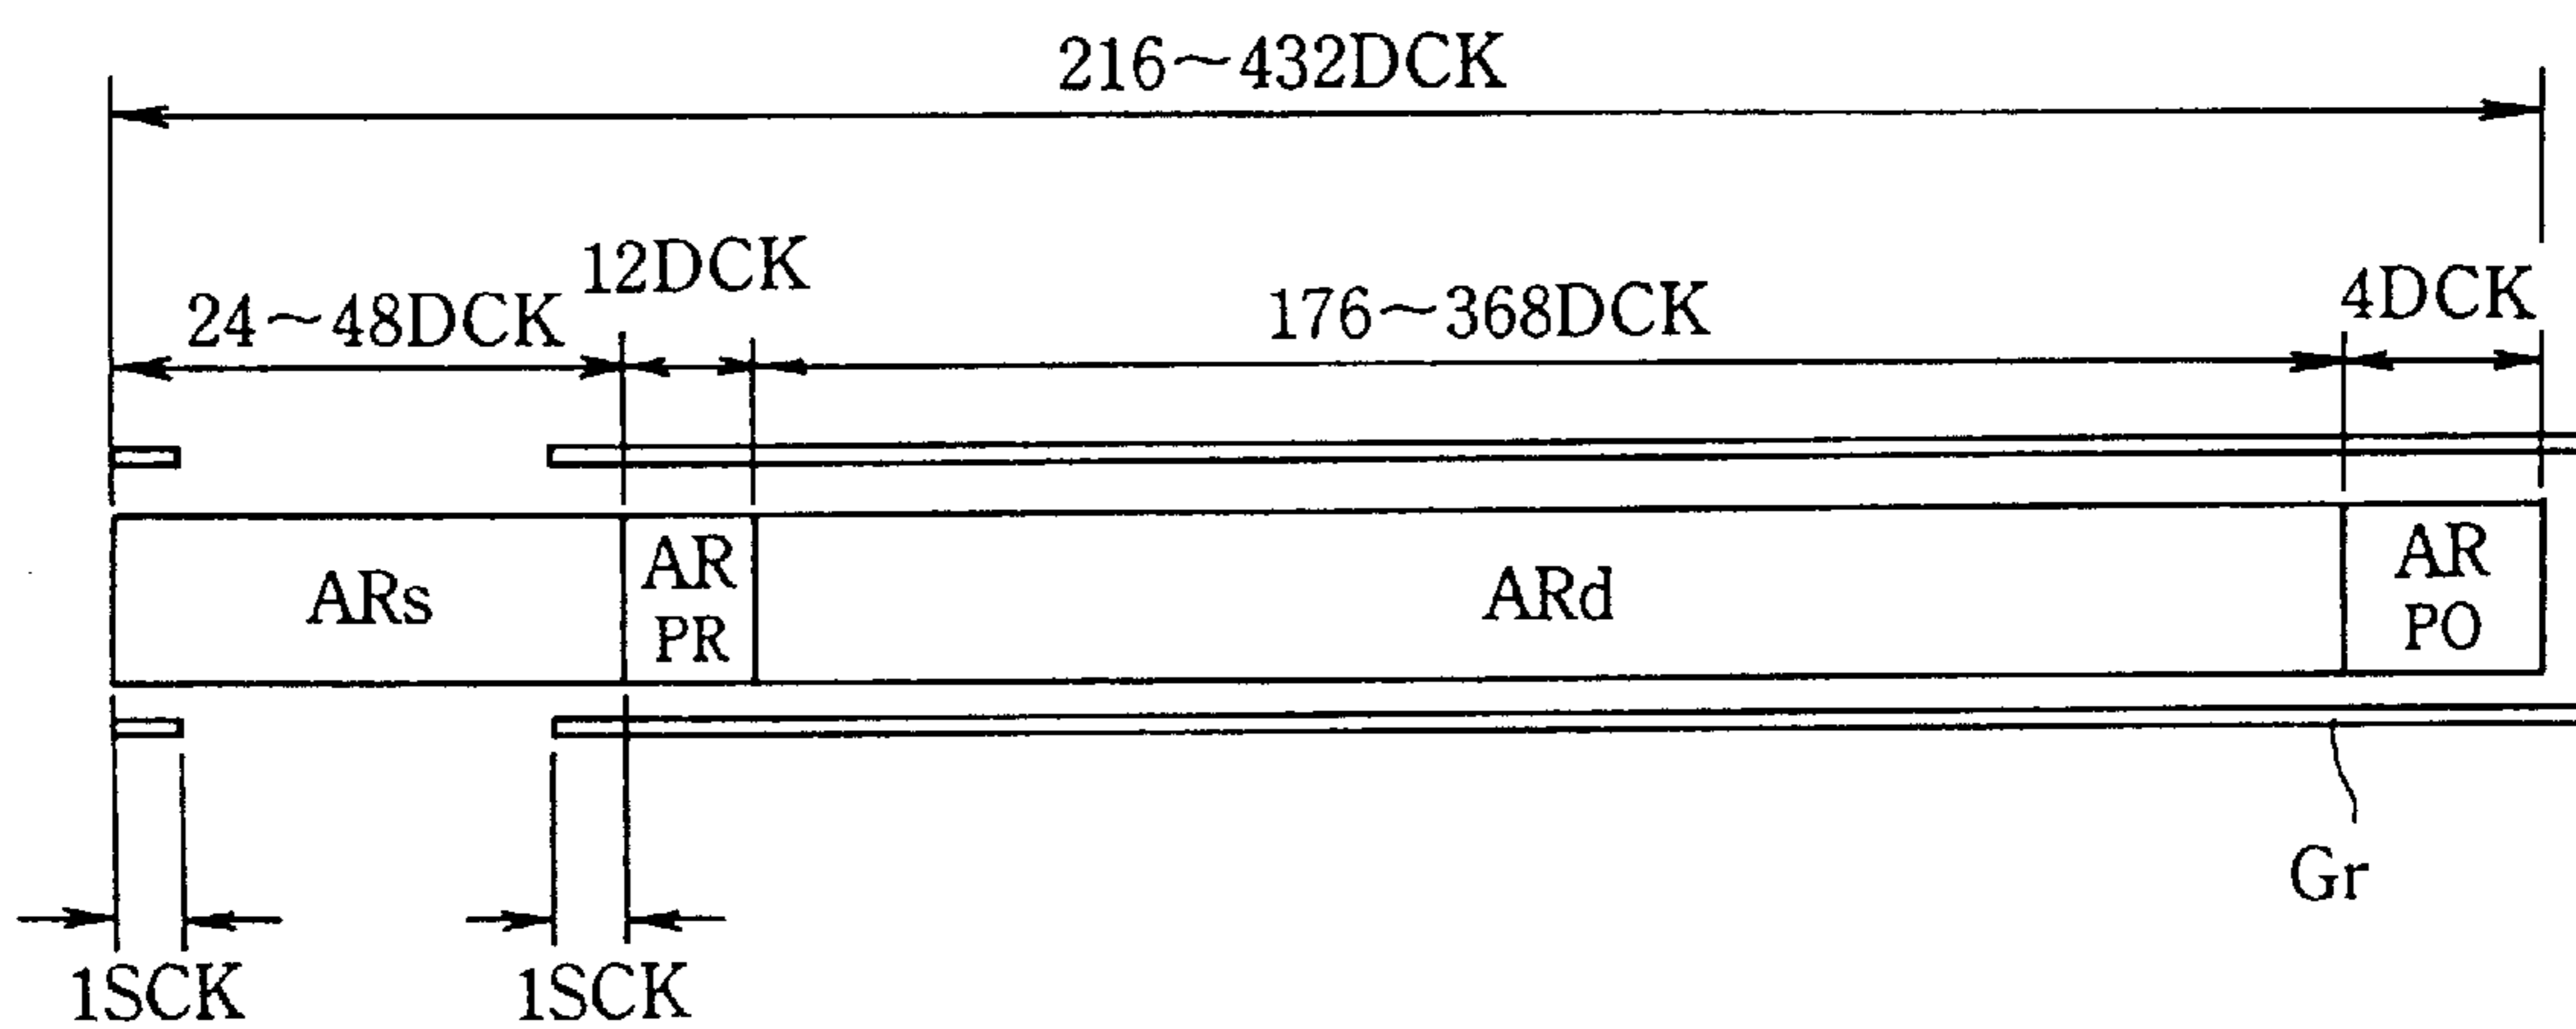 216～432DCK
12DCK
24～48DCK
176～368DCK
4DCK
ARs
AR
PR
ARd
AR
PO
Gr
1SCK
1SCK